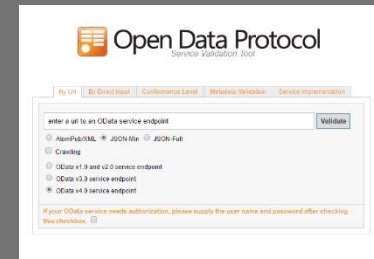 Open Data Protocol
Service Validation Tool
By Url By Direct Input Conformance Level Metadata Validation Service Implementation
enter a url to an OData service endpoint Validate
AtomPub/XML JSON-Min JSON-Full
Crawling
OData v1.0 and v2.0 service endpoint
OData v3.0 service endpoint
OData v4.0 service endpoint
If your OData service needs authorization, please supply the user name and password after checking
this checkbox.